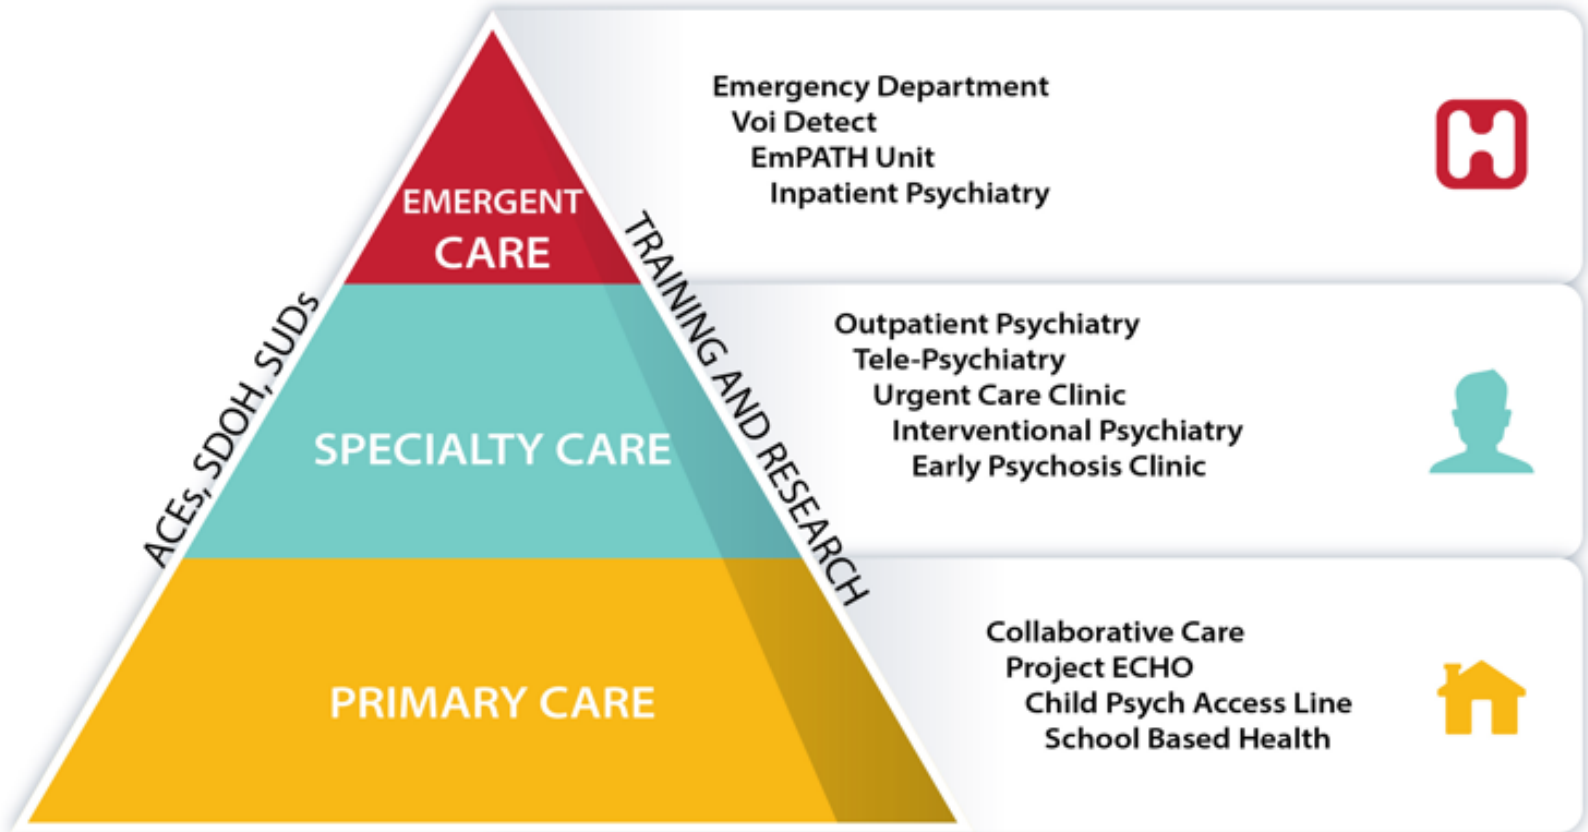 EMERGENT
CARE
SPECIALTY CARE
PRIMARY CARE
ACEs, SDOH, SUDs
TRAINING AND RESEARCH
Emergency Department
Voi Detect
EmPATH Unit
Inpatient Psychiatry
H
Outpatient Psychiatry
Tele-Psychiatry
Urgent Care Clinic
Interventional Psychiatry
Early Psychosis Clinic
Collaborative Care
Project ECHO
Child Psych Access Line
School Based Health